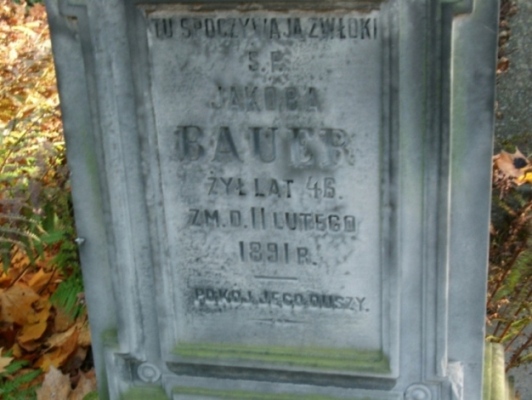 TU SPOCZYWAJĄ ZWŁOKI
Ś. P.
JAKÓBA
BAUER
ŻYŁ LAT 46.
ZM. D. 11 LUTEGO
1891 R.
POKÓJ JEGO DUSZY.